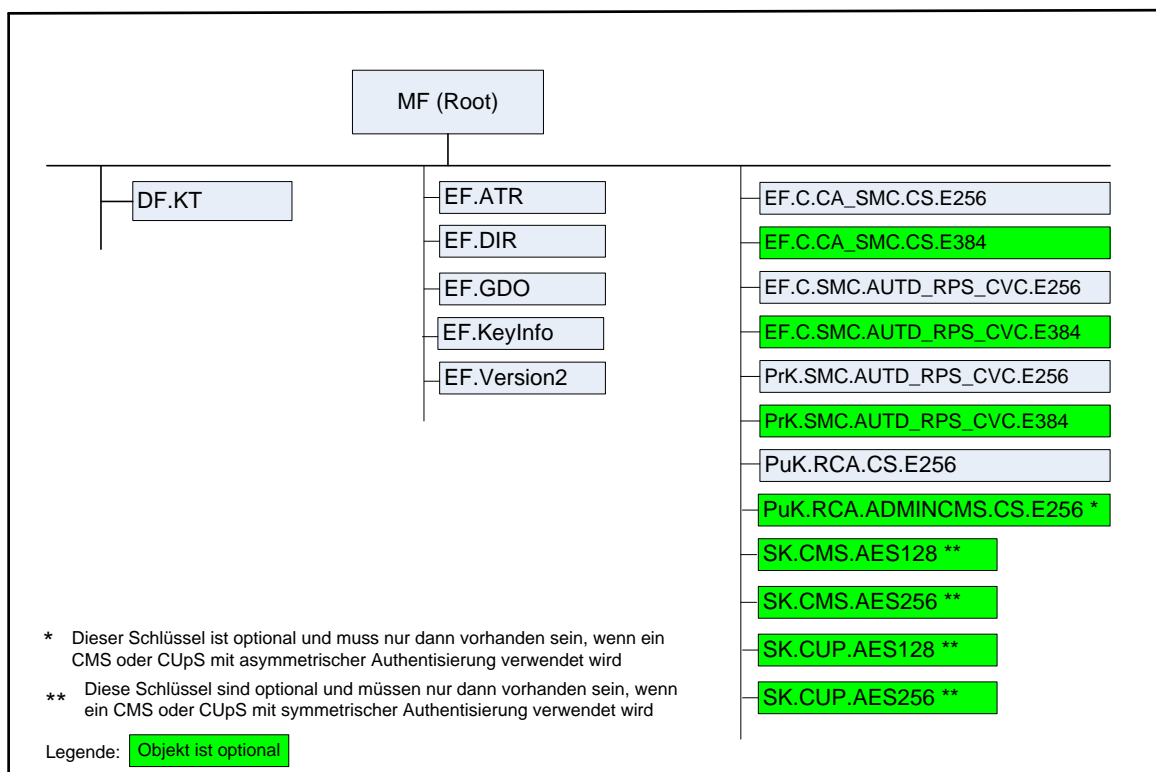 MF (Root)
DF.KT
EF.ATR
EF.DIR
EF.GDO
EF.KeyInfo
EF.Version2
EF.C.CA_SMC.CS.E256
EF.C.CA_SMC.CS.E384
EF.C.SMC.AUTD_RPS_CVC.E256
EF.C.SMC.AUTD_RPS_CVC.E384
PrK.SMC.AUTD_RPS_CVC.E256
PrK.SMC.AUTD_RPS_CVC.E384
PuK.RCA.CS.E256
PuK.RCA.ADMINCMS.CS.E256 *
SK.CMS.AES128 **
SK.CMS.AES256 **
SK.CUP.AES128 **
SK.CUP.AES256 **
* Dieser Schlüssel ist optional und muss nur dann vorhanden sein, wenn ein
CMS oder CUpS mit asymmetrischer Authentisierung verwendet wird
** Diese Schlüssel sind optional und müssen nur dann vorhanden sein, wenn
ein CMS oder CUpS mit symmetrischer Authentisierung verwendet wird
Legende: Objekt ist optional